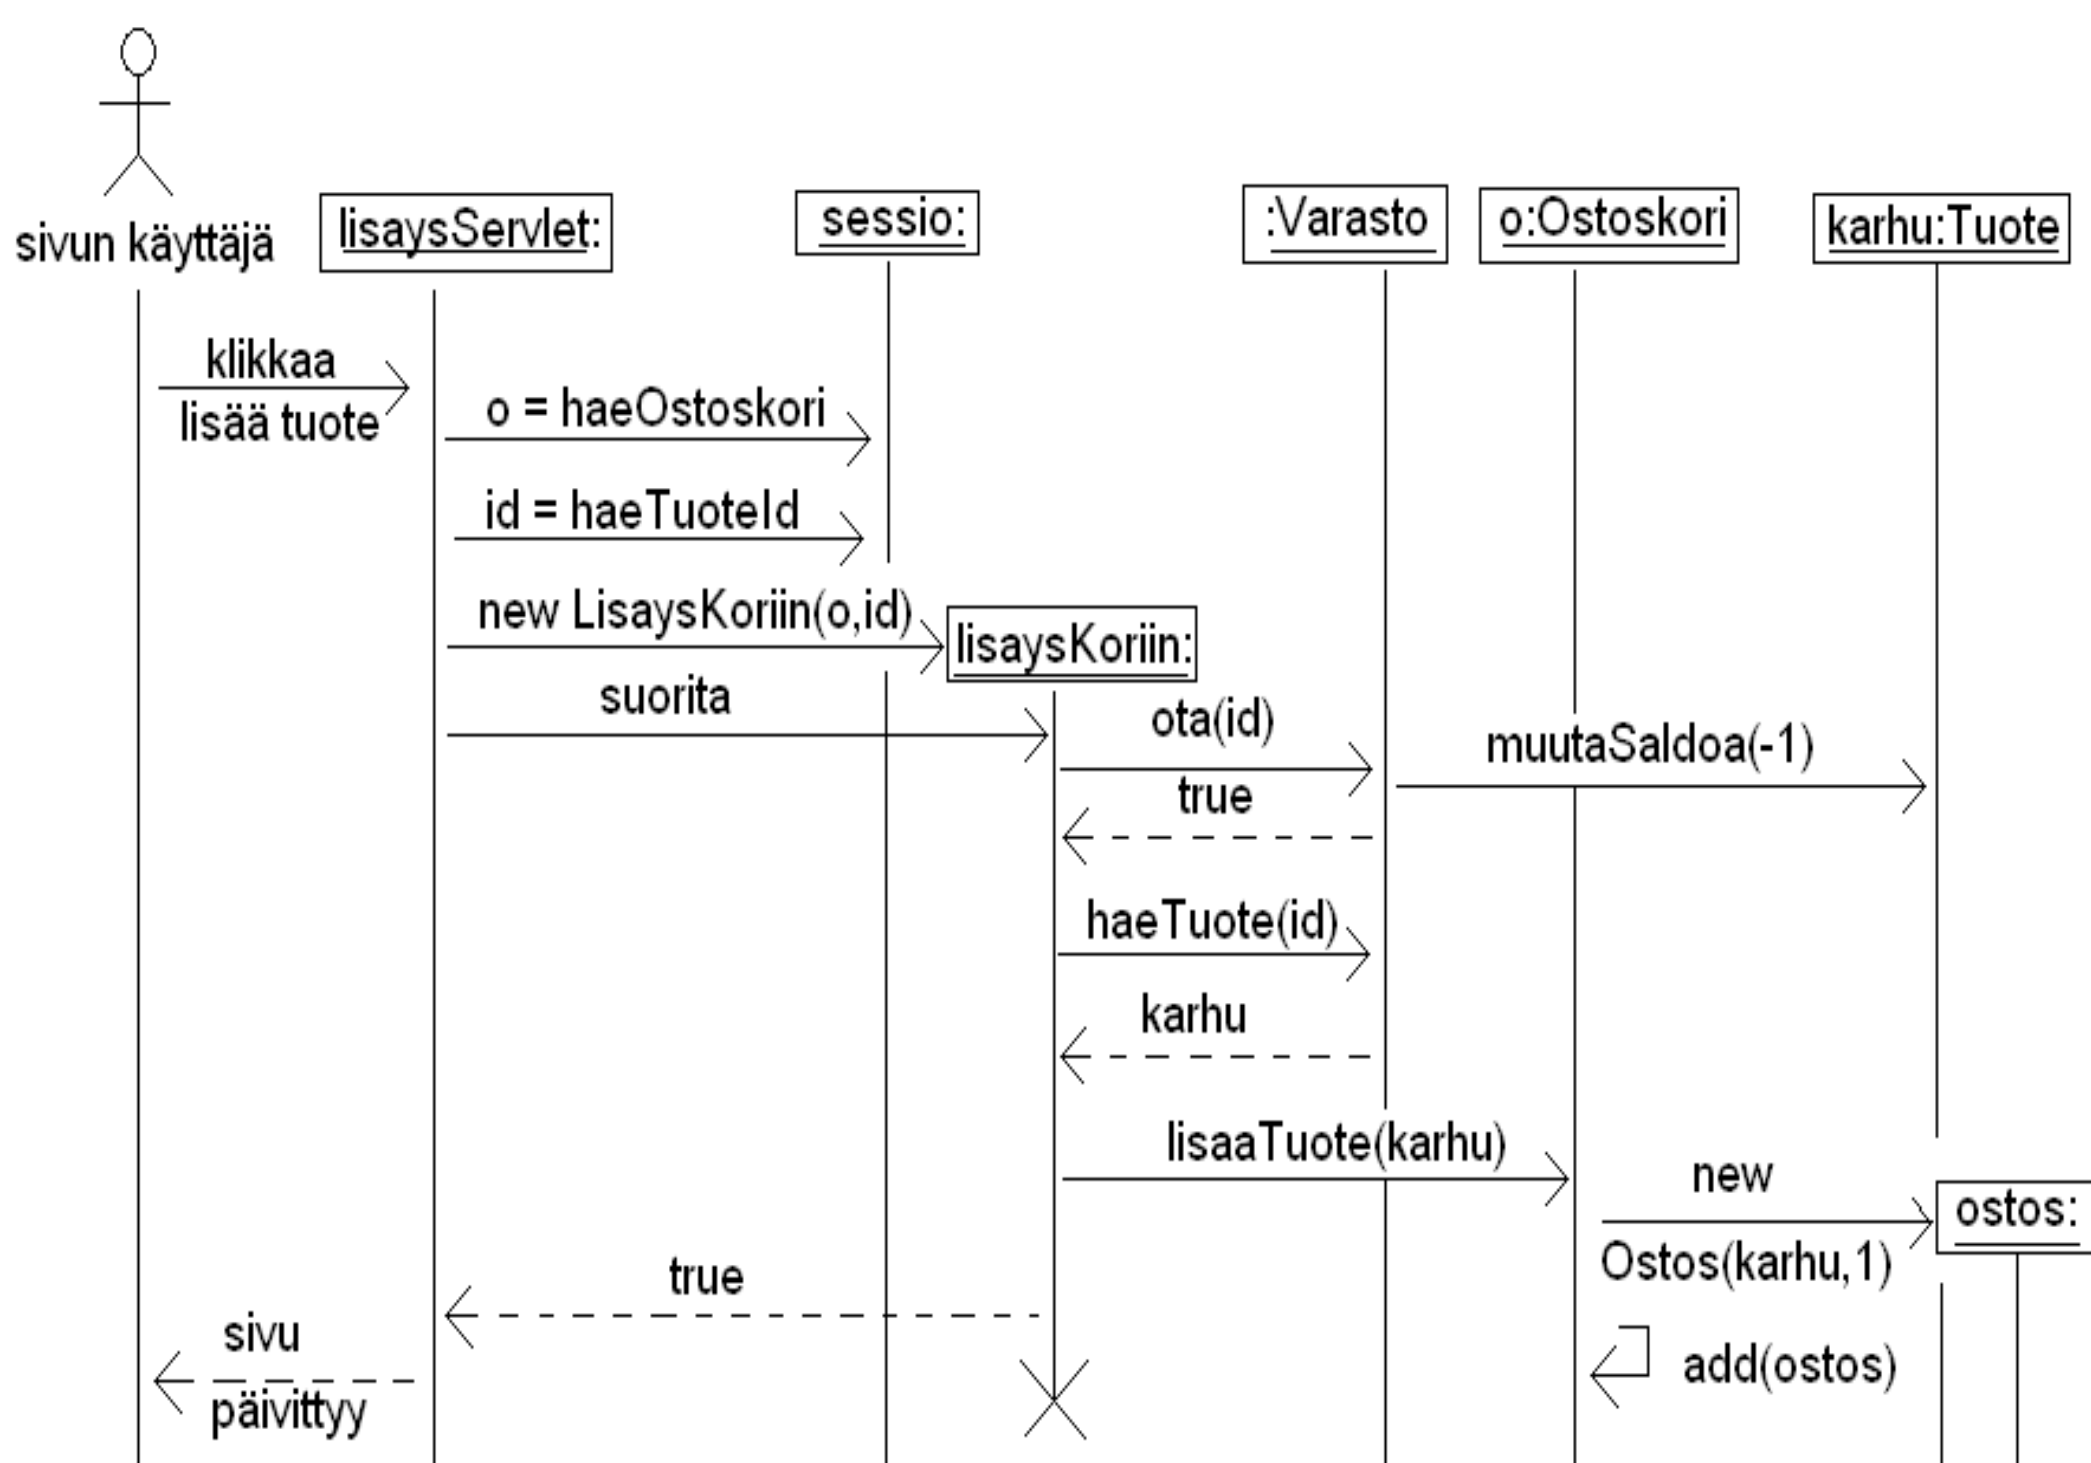 sivun käyttäjä
lisaysServlet:
sessio:
:Varasto
o:Ostoskori
karhu:Tuote
klikkaa
lisää tuote
o = haeOstoskori
id = haeTuoteId
new LisaysKoriin(o,id)
lisaysKoriin:
suorita
ota(id)
muutaSaldoa(-1)
true
haeTuote(id)
karhu
lisaaTuote(karhu)
new
Ostos(karhu,1)
ostos:
add(ostos)
true
sivu
päivittyy